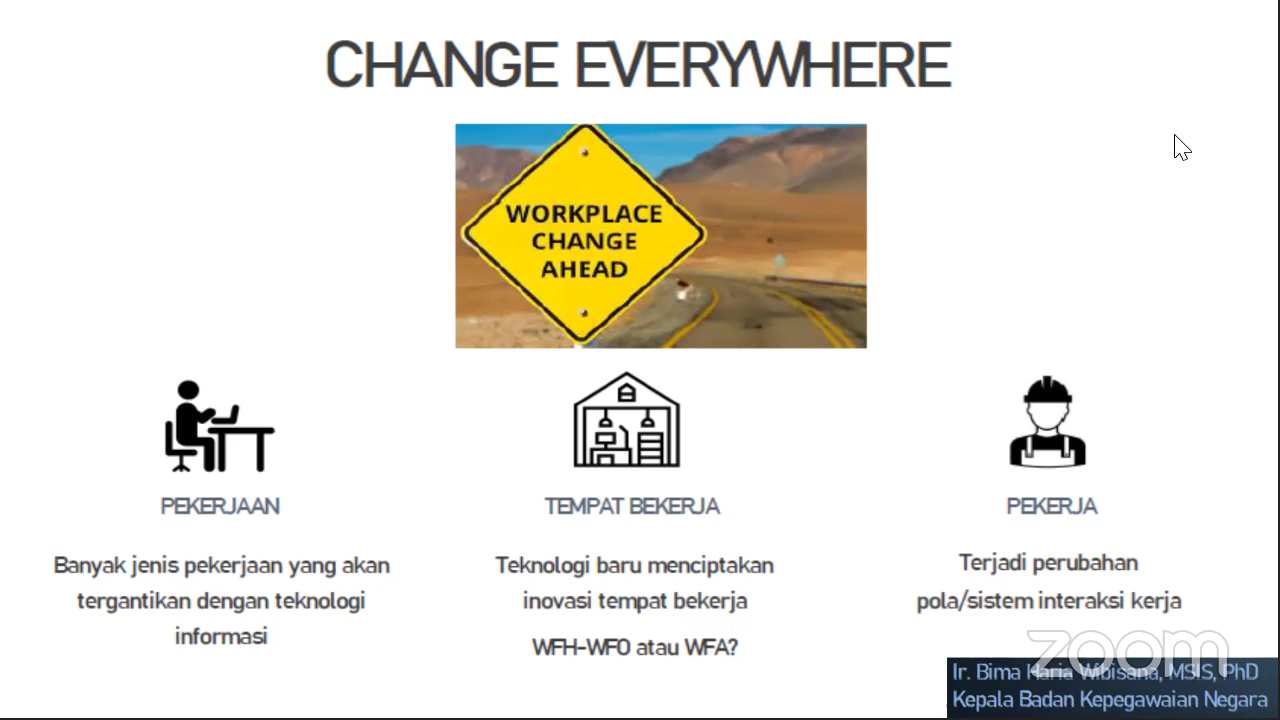 CHANGE EVERYWHERE
WORKPLACE
CHANGE
AHEAD
PEKERJAAN
Banyak jenis pekerjaan yang akan
tergantikan dengan teknologi
informasi
TEMPAT BEKERJA
Teknologi baru menciptakan
inovasi tempat bekerja
WFH-WFO atau WFA?
PEKERJA
Terjadi perubahan
pola/sistem interaksi kerja
zoom
Ir. Bima Haria Wibisana, MSIS, PhD
Kepala Badan Kepegawaian Negara